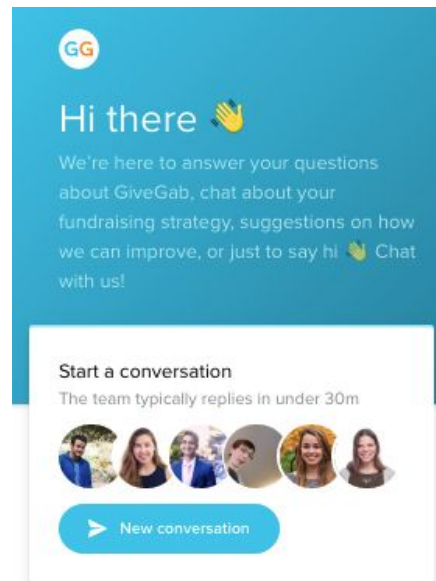 GG
Hi there 👋
We're here to answer your questions
about GiveGab, chat about your
fundraising strategy, suggestions on how
we can improve, or just to say hi 👋 Chat
with us!
Start a conversation
The team typically replies in under 30m
New conversation